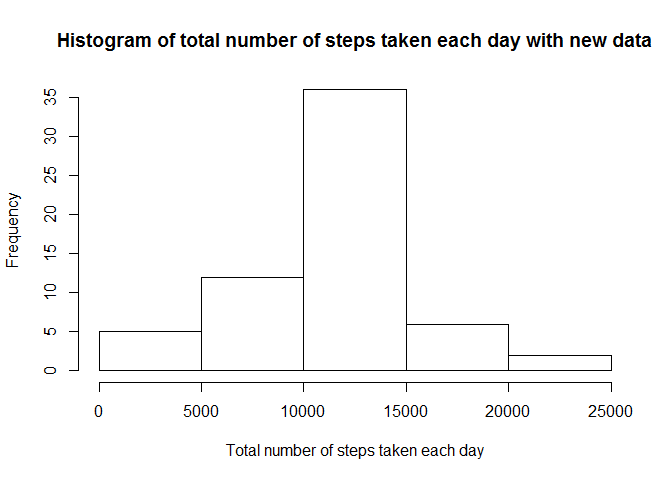 Histogram of total number of steps taken each day with new data
Frequency
35
30
25
20
15
10
5
0
0 5000 10000 15000 20000 25000
Total number of steps taken each day